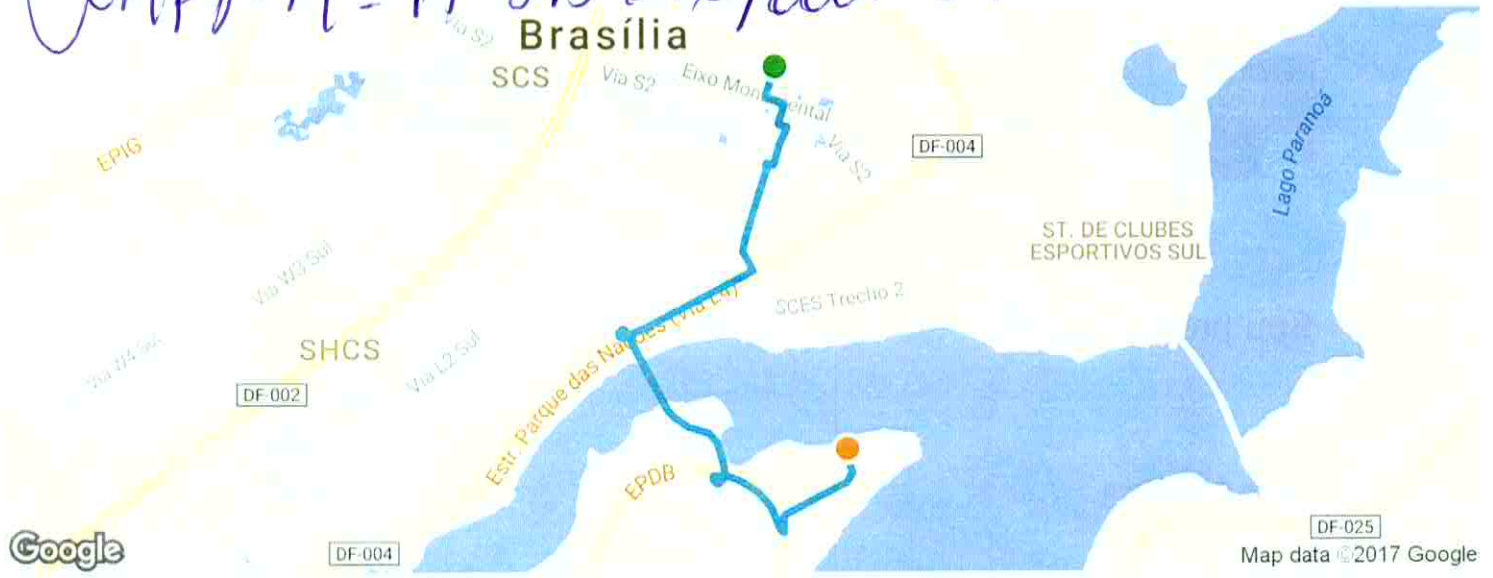 Via S2
Brasília
SCS
Via S2
Eixo Monumental
EPIG
Via S2
DF-004
Lago Paranoá
ST. DE CLUBES
ESPORTIVOS SUL
Via W3 Sul
SCES Trecho 2
Estr. Parque das Nações (Via L4)
SHCS
Via W4 Sul
Via L2 Sul
DF-002
EPDB
Google
DF-004
DF-025
Map data ©2017 Google